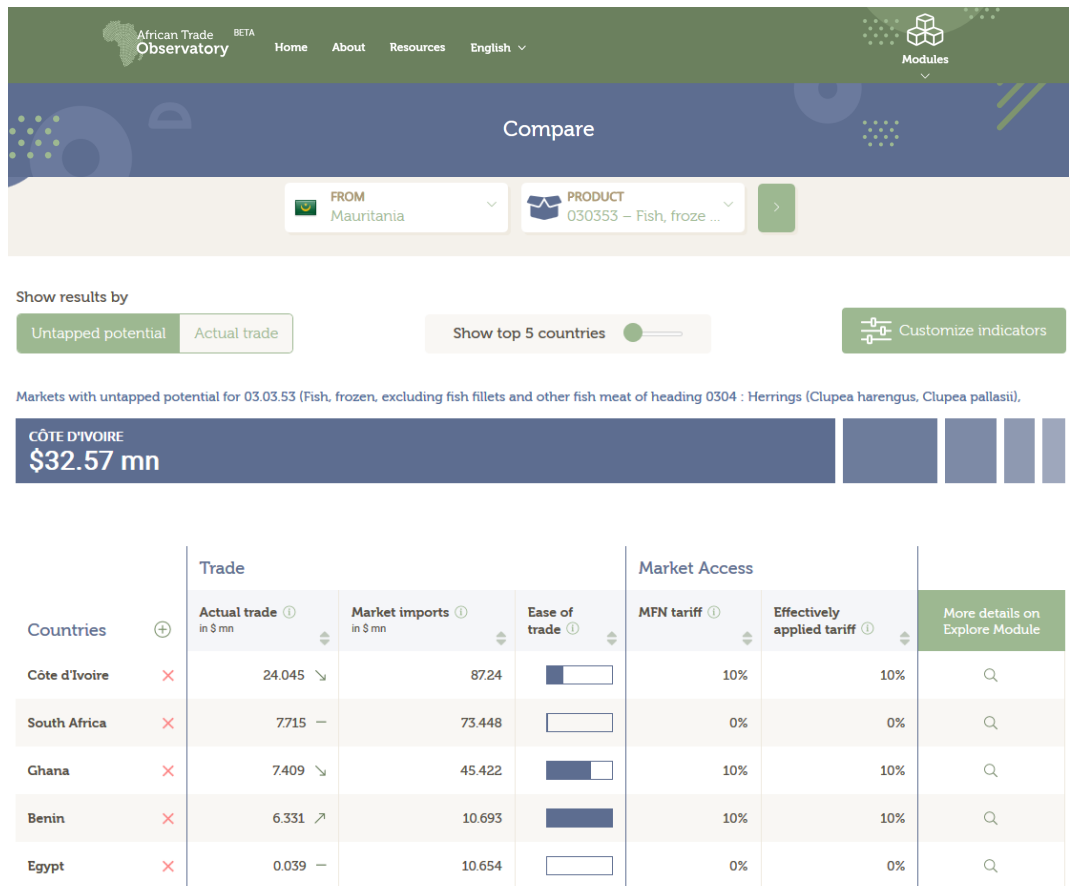 African Trade BETA
Observatory
Home About Resources English
Modules
Compare
FROM
Mauritania
PRODUCT
030353 – Fish, froze ...
Show results by
Untapped potential Actual trade
Show top 5 countries
Customize indicators
Markets with untapped potential for 03.03.53 (Fish, frozen, excluding fish fillets and other fish meat of heading 0304 : Herrings (Clupea harengus, Clupea pallasii),
CÔTE D'IVOIRE
$32.57 mn
Trade Market Access
Countries
Actual trade
in $ mn
Market imports
in $ mn
Ease of
trade
MFN tariff
Effectively
applied tariff
More details on
Explore Module
Côte d'Ivoire 24.045 87.24 10% 10%
South Africa 7.715 73.448 0% 0%
Ghana 7.409 45.422 10% 10%
Benin 6.331 10.693 10% 10%
Egypt 0.039 10.654 0% 0%